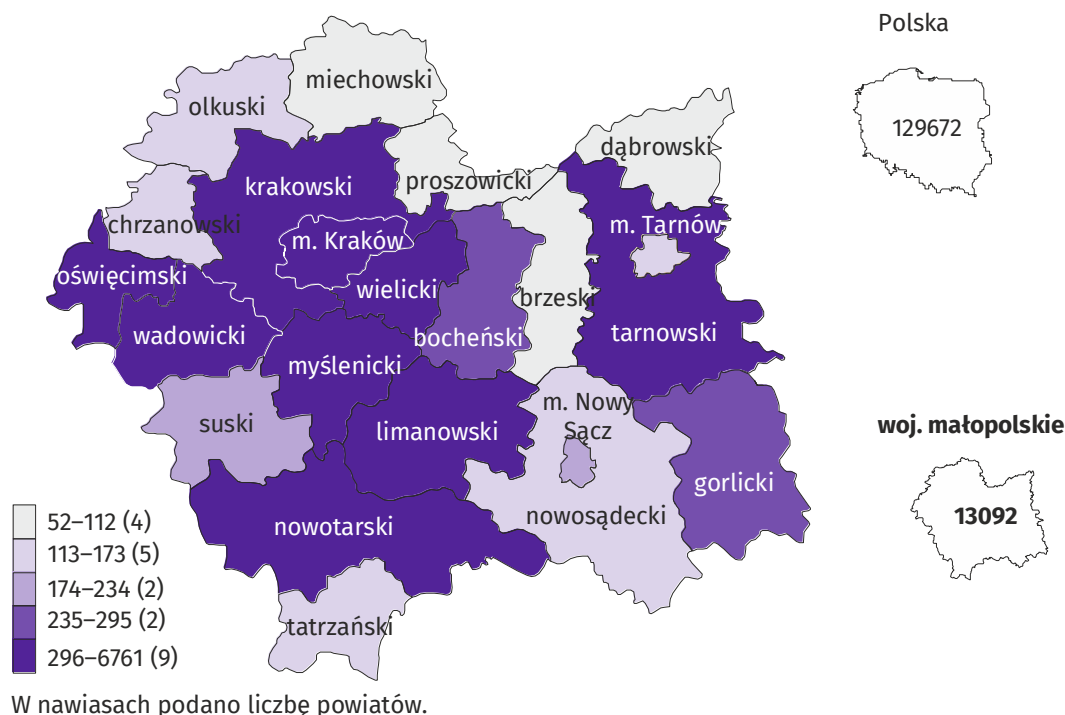 Polska
129672
miechowski
olkuski
dąbrowski
proszowicki
krakowski
chrzanowski
m. Kraków
m. Tarnów
oświęcimski
wielicki
brzeski
wadowicki
bocheński
tarnowski
myślenicki
m. Nowy
Sącz
suski
limanowski
woj. małopolskie
13092
gorlicki
nowotarski
nowosądecki
tatrzański
52–112 (4)
113–173 (5)
174–234 (2)
235–295 (2)
296–6761 (9)
W nawiasach podano liczbę powiatów.